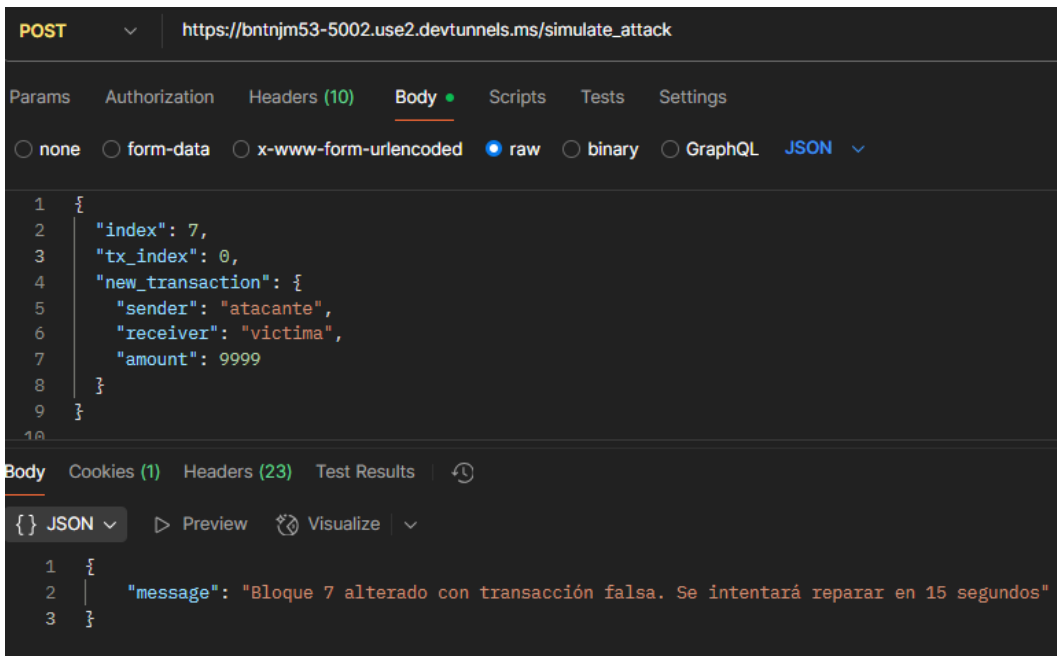 POST https://bntnjm53-5002.use2.devtunnels.ms/simulate_attack
Params Authorization Headers (10) Body Scripts Tests Settings
none form-data x-www-form-urlencoded raw binary GraphQL JSON
1 {
2 "index": 7,
3 "tx_index": 0,
4 "new_transaction": {
5 "sender": "atacante",
6 "receiver": "victima",
7 "amount": 9999
8 }
9 }
10
Body Cookies (1) Headers (23) Test Results
{} JSON Preview Visualize
1 {
2 "message": "Bloque 7 alterado con transacción falsa. Se intentará reparar en 15 segundos"
3 }